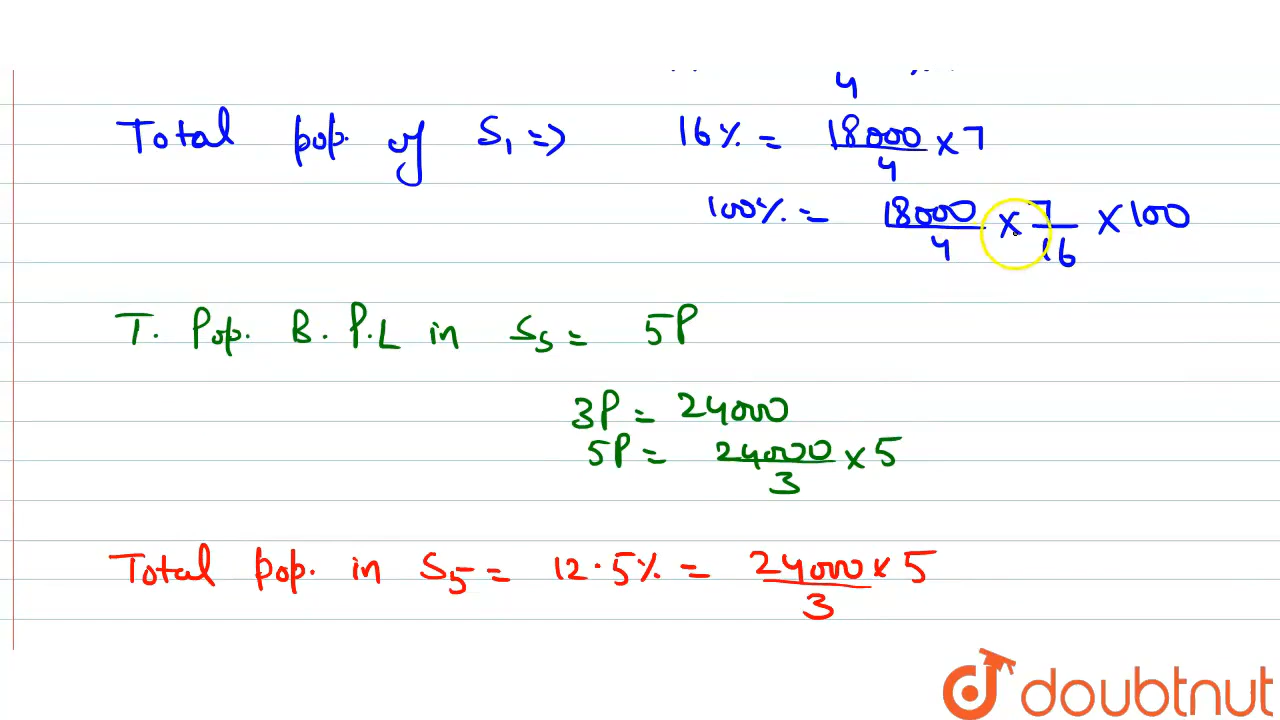 4
Total pop. of S₁ => 16% = 18000/4 × 7
100% = 18000/4 × 7/16 × 100
T. Pop. B.P.L in S₅ = 5P
3P = 24000
5P = 24000/3 × 5
Total pop. in S₅ = 12.5% = 24000/3 × 5
doubtnut